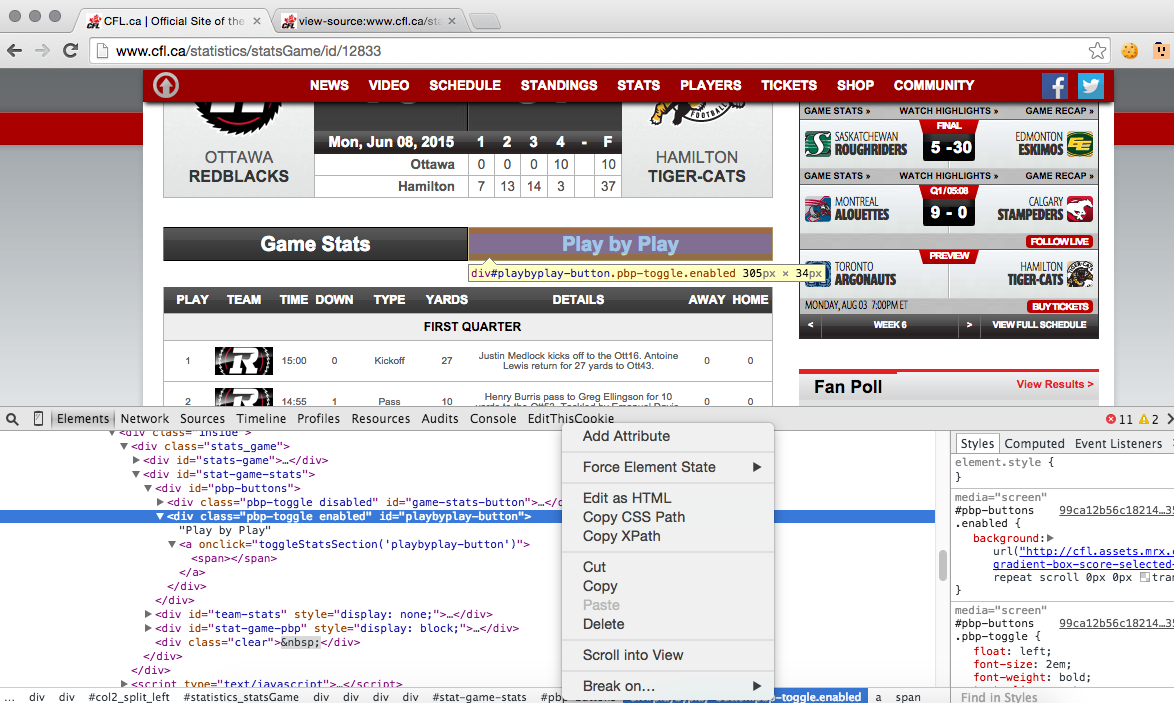 CFL.ca | Official Site of the
view-source:www.cfl.ca/sta
www.cfl.ca/statistics/statsGame/id/12833
NEWS VIDEO SCHEDULE STANDINGS STATS PLAYERS TICKETS SHOP COMMUNITY
OTTAWA
REDBLACKS
Mon, Jun 08, 2015 1 2 3 4 - F
Ottawa 0 0 0 10 10
Hamilton 7 13 14 3 37
FOOTBALL
HAMILTON
TIGER-CATS
GAME STATS » WATCH HIGHLIGHTS » GAME RECAP »
FINAL
SASKATCHEWAN
ROUGHRIDERS
5 -30
EDMONTON
ESKIMOS
GAME STATS » WATCH HIGHLIGHTS » GAME RECAP »
Q1 / 05:08
MONTREAL
ALOUETTES
9 - 0
CALGARY
STAMPEDERS
FOLLOW LIVE
PREVIEW
TORONTO
ARGONAUTS
HAMILTON
TIGER-CATS
MONDAY, AUG 03 7:00PM ET
BUY TICKETS
< WEEK 6 > VIEW FULL SCHEDULE
Fan Poll
View Results >
Game Stats
Play by Play
div#playbyplay-button.pbp-toggle.enabled 305px × 34px
PLAY TEAM TIME DOWN TYPE YARDS DETAILS AWAY HOME
FIRST QUARTER
1 15:00 0 Kickoff 27 Justin Medlock kicks off to the Ott16. Antoine
Lewis return for 27 yards to Ott43. 0 0
2 14:55 1 Pass 10 Henry Burris pass to Greg Ellingson for 10
0 0
Elements Network Sources Timeline Profiles Resources Audits Console EditThisCookie
11 2
<div class="inside">
<div class="stats_game">
<div id="stats-game">…</div>
<div id="stat-game-stats">
<div id="pbp-buttons">
<div class="pbp-toggle disabled" id="game-stats-button">…</d
<div class="pbp-toggle enabled" id="playbyplay-button">
"Play by Play"
<a onclick="toggleStatsSection('playbyplay-button')">
<span></span>
</a>
</div>
</div>
<div id="team-stats" style="display: none;">…</div>
<div id="stat-game-pbp" style="display: block;">…</div>
<div class="clear">&nbsp;</div>
</div>
</div>
<script type="text/javascript">…</script>
… div div #col2_split_left #statistics_statsGame div div div div #stat-game-stats #pbp-buttons
toggle.enabled a span
Add Attribute
Force Element State
Edit as HTML
Copy CSS Path
Copy XPath
Cut
Copy
Paste
Delete
Scroll into View
Break on...
Styles Computed Event Listeners
element.style {
}
media="screen"
#pbp-buttons 99ca12b56c18214…35
.enabled {
background:
url("http://cfl.assets.mrx.c
gradient-box-score-selected-
repeat scroll 0px 0px tran
}
media="screen"
#pbp-buttons 99ca12b56c18214…35
.pbp-toggle {
float: left;
font-size: 2em;
font-weight: bold;
Find in Styles